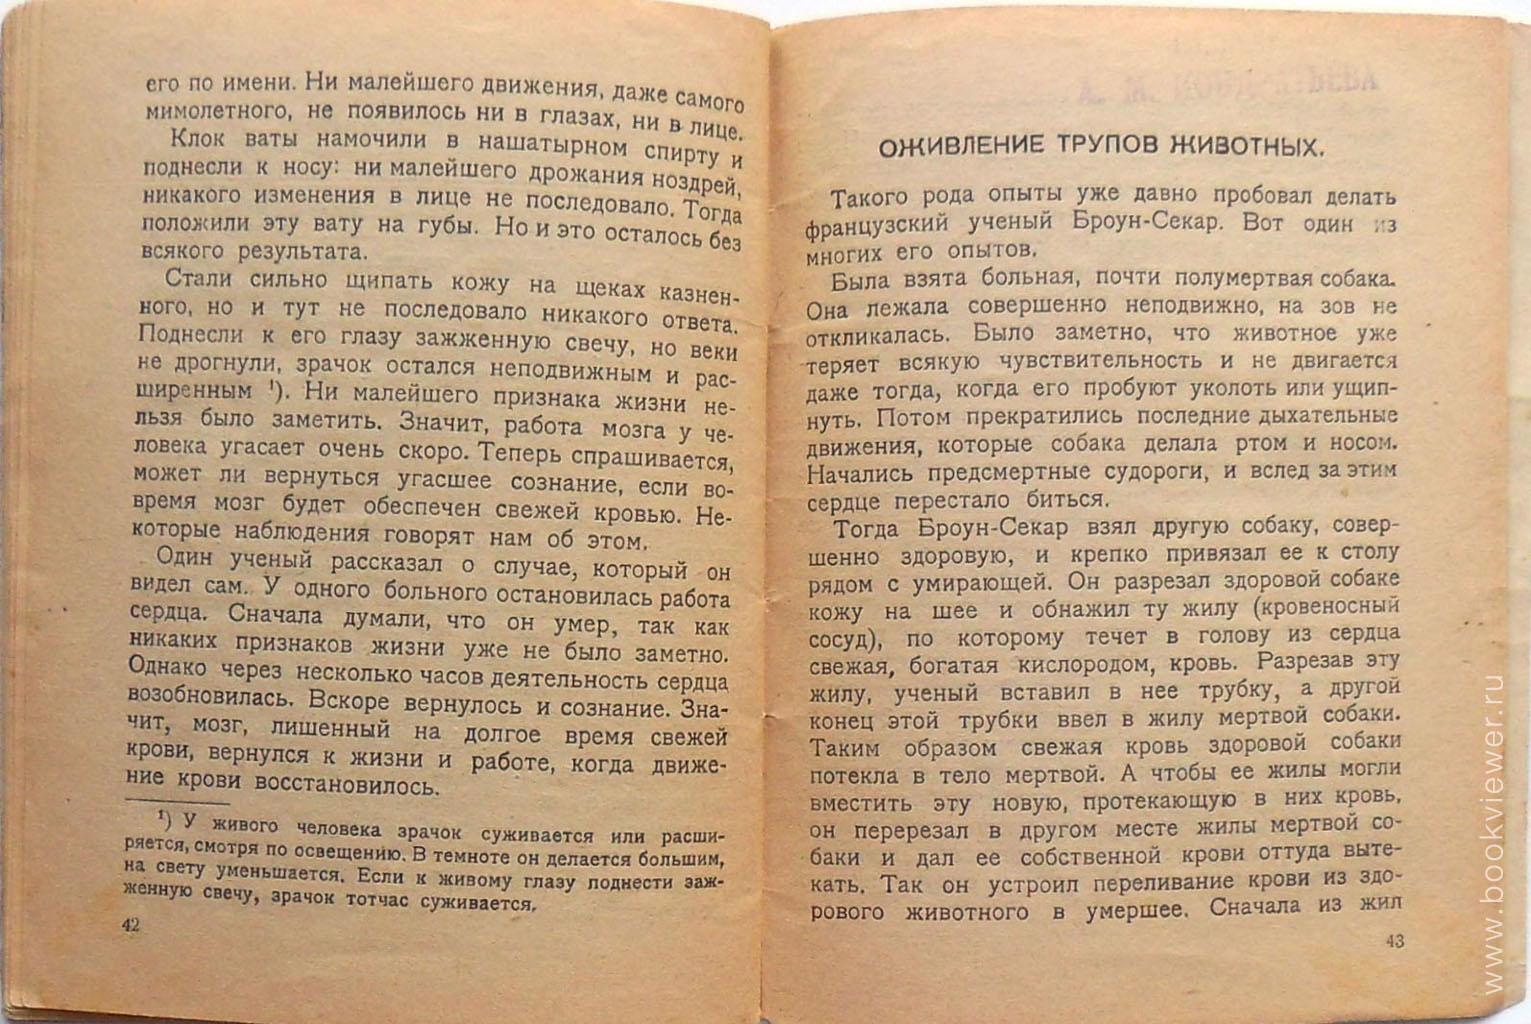 его по имени. Ни малейшего движения, даже самого
мимолетного, не появилось ни в глазах, ни в лице.
Клок ваты намочили в нашатырном спирту и
поднесли к носу: ни малейшего дрожания ноздрей,
никакого изменения в лице не последовало. Тогда
положили эту вату на губы. Но и это осталось без
всякого результата.
Стали сильно щипать кожу на щеках казнен-
ного, но и тут не последовало никакого ответа.
Поднесли к его глазу зажженную свечу, но веки
не дрогнули, зрачок остался неподвижным и рас-
ширенным ¹). Ни малейшего признака жизни не-
льзя было заметить. Значит, работа мозга у че-
ловека угасает очень скоро. Теперь спрашивается,
может ли вернуться угасшее сознание, если во-
время мозг будет обеспечен свежей кровью. Не-
которые наблюдения говорят нам об этом.
Один ученый рассказал о случае, который он
видел сам. У одного больного остановилась работа
сердца. Сначала думали, что он умер, так как
никаких признаков жизни уже не было заметно.
Однако через несколько часов деятельность сердца
возобновилась. Вскоре вернулось и сознание. Зна-
чит, мозг, лишенный на долгое время свежей
крови, вернулся к жизни и работе, когда движе-
ние крови восстановилось.
¹) У живого человека зрачок суживается или расши-
ряется, смотря по освещению. В темноте он делается большим,
на свету уменьшается. Если к живому глазу поднести заж-
женную свечу, зрачок тотчас суживается.
42
ОЖИВЛЕНИЕ ТРУПОВ ЖИВОТНЫХ.
Такого рода опыты уже давно пробовал делать
французский ученый Броун-Секар. Вот один из
многих его опытов.
Была взята больная, почти полумертвая собака.
Она лежала совершенно неподвижно, на зов не
откликалась. Было заметно, что животное уже
теряет всякую чувствительность и не двигается
даже тогда, когда его пробуют уколоть или ущип-
нуть. Потом прекратились последние дыхательные
движения, которые собака делала ртом и носом.
Начались предсмертные судороги, и вслед за этим
сердце перестало биться.
Тогда Броун-Секар взял другую собаку, совер-
шенно здоровую, и крепко привязал ее к столу
рядом с умирающей. Он разрезал здоровой собаке
кожу на шее и обнажил ту жилу (кровеносный
сосуд), по которому течет в голову из сердца
свежая, богатая кислородом, кровь. Разрезав эту
жилу, ученый вставил в нее трубку, а другой
конец этой трубки ввел в жилу мертвой собаки.
Таким образом свежая кровь здоровой собаки
потекла в тело мертвой. А чтобы ее жилы могли
вместить эту новую, протекающую в них кровь,
он перерезал в другом месте жилы мертвой со-
баки и дал ее собственной крови оттуда выте-
кать. Так он устроил переливание крови из здо-
рового животного в умершее. Сначала из жил
43
www.bookviewer.ru